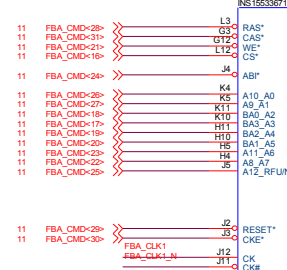 INS15533671
11 FBA_CMD<28> L3 RAS*
11 FBA_CMD<31> G3 CAS*
11 FBA_CMD<21> G12 WE*
11 FBA_CMD<16> L12 CS*
11 FBA_CMD<24> J4 ABI*
11 FBA_CMD<26> K4 A10_A0
11 FBA_CMD<27> K5 A9_A1
11 FBA_CMD<18> K11 BA0_A2
11 FBA_CMD<17> K10 BA3_A3
11 FBA_CMD<19> H11 BA2_A4
11 FBA_CMD<20> H10 BA1_A5
11 FBA_CMD<23> H5 A11_A6
11 FBA_CMD<22> H4 A8_A7
11 FBA_CMD<25> J5 A12_RFU/N
11 FBA_CMD<29> J2 RESET*
11 FBA_CMD<30> J3 CKE*
FBA_CLK1 J12 CK
FBA_CLK1_N J11 CK#